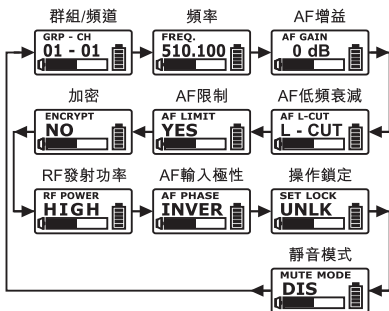 群組/頻道
頻率
AF增益
GRP - CH
01 - 01
FREQ.
510.100
AF GAIN
0 dB
加密
AF限制
AF低頻衰減
ENCRYPT
NO
AF LIMIT
YES
AF L-CUT
L - CUT
RF發射功率
AF輸入極性
操作鎖定
RF POWER
HIGH
AF PHASE
INVER
SET LOCK
UNLK
靜音模式
MUTE MODE
DIS